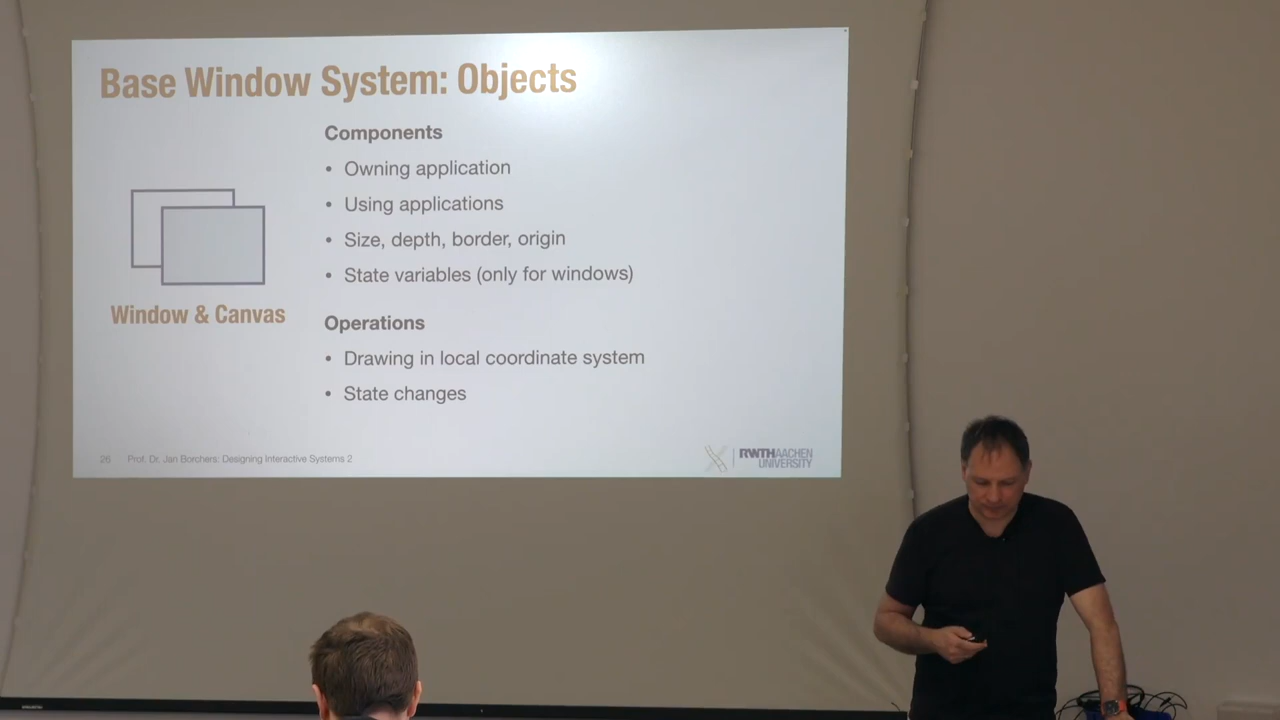 Base Window System: Objects
Components
• Owning application
• Using applications
• Size, depth, border, origin
• State variables (only for windows)
Window & Canvas
Operations
• Drawing in local coordinate system
• State changes
26 Prof. Dr. Jan Borchers: Designing Interactive Systems 2
RWTHAACHEN
UNIVERSITY